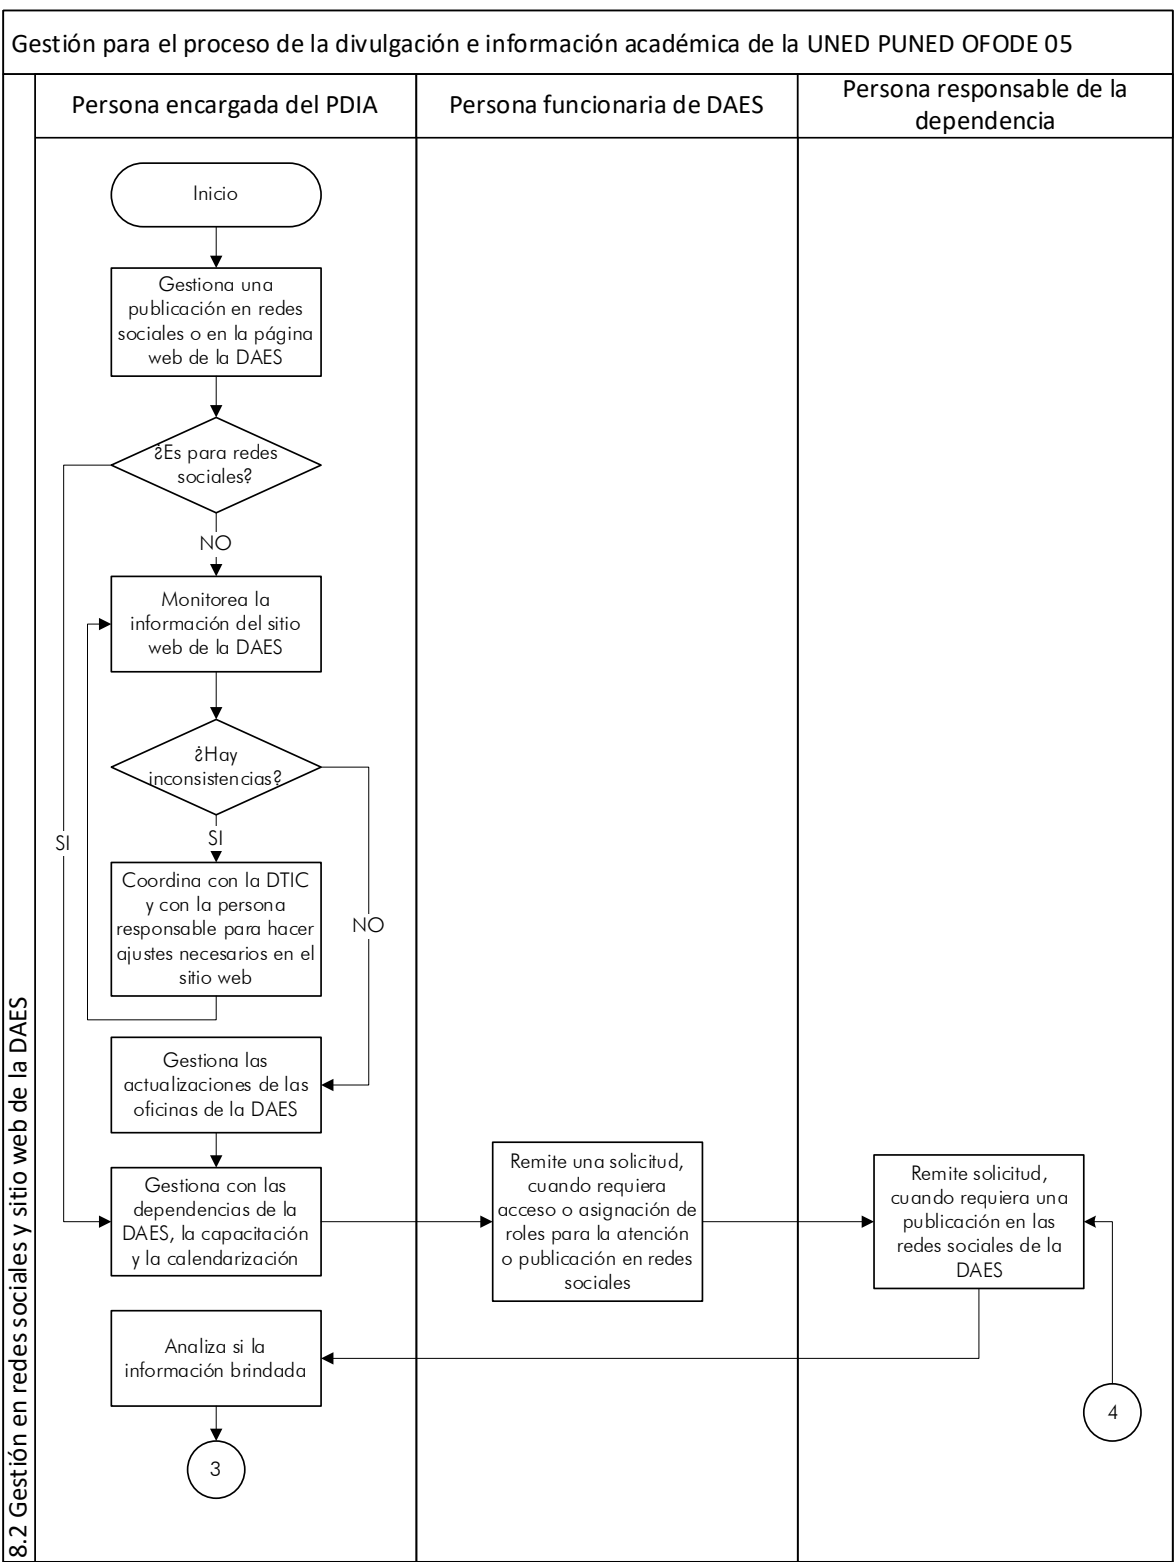 Gestión para el proceso de la divulgación e información académica de la UNED PUNED OFODE 05
8.2 Gestión en redes sociales y sitio web de la DAES
Persona encargada del PDIA
Persona funcionaria de DAES
Persona responsable de la
dependencia
Inicio
Gestiona una
publicación en redes
sociales o en la página
web de la DAES
¿Es para redes
sociales?
NO
Monitorea la
información del sitio
web de la DAES
¿Hay
inconsistencias?
SI
SI
Coordina con la DTIC
y con la persona
responsable para hacer
ajustes necesarios en el
sitio web
NO
Gestiona las
actualizaciones de las
oficinas de la DAES
Gestiona con las
dependencias de la
DAES, la capacitación
y la calendarización
Remite una solicitud,
cuando requiera
acceso o asignación de
roles para la atención
o publicación en redes
sociales
Remite solicitud,
cuando requiera una
publicación en las
redes sociales de la
DAES
Analiza si la
información brindada
4
3